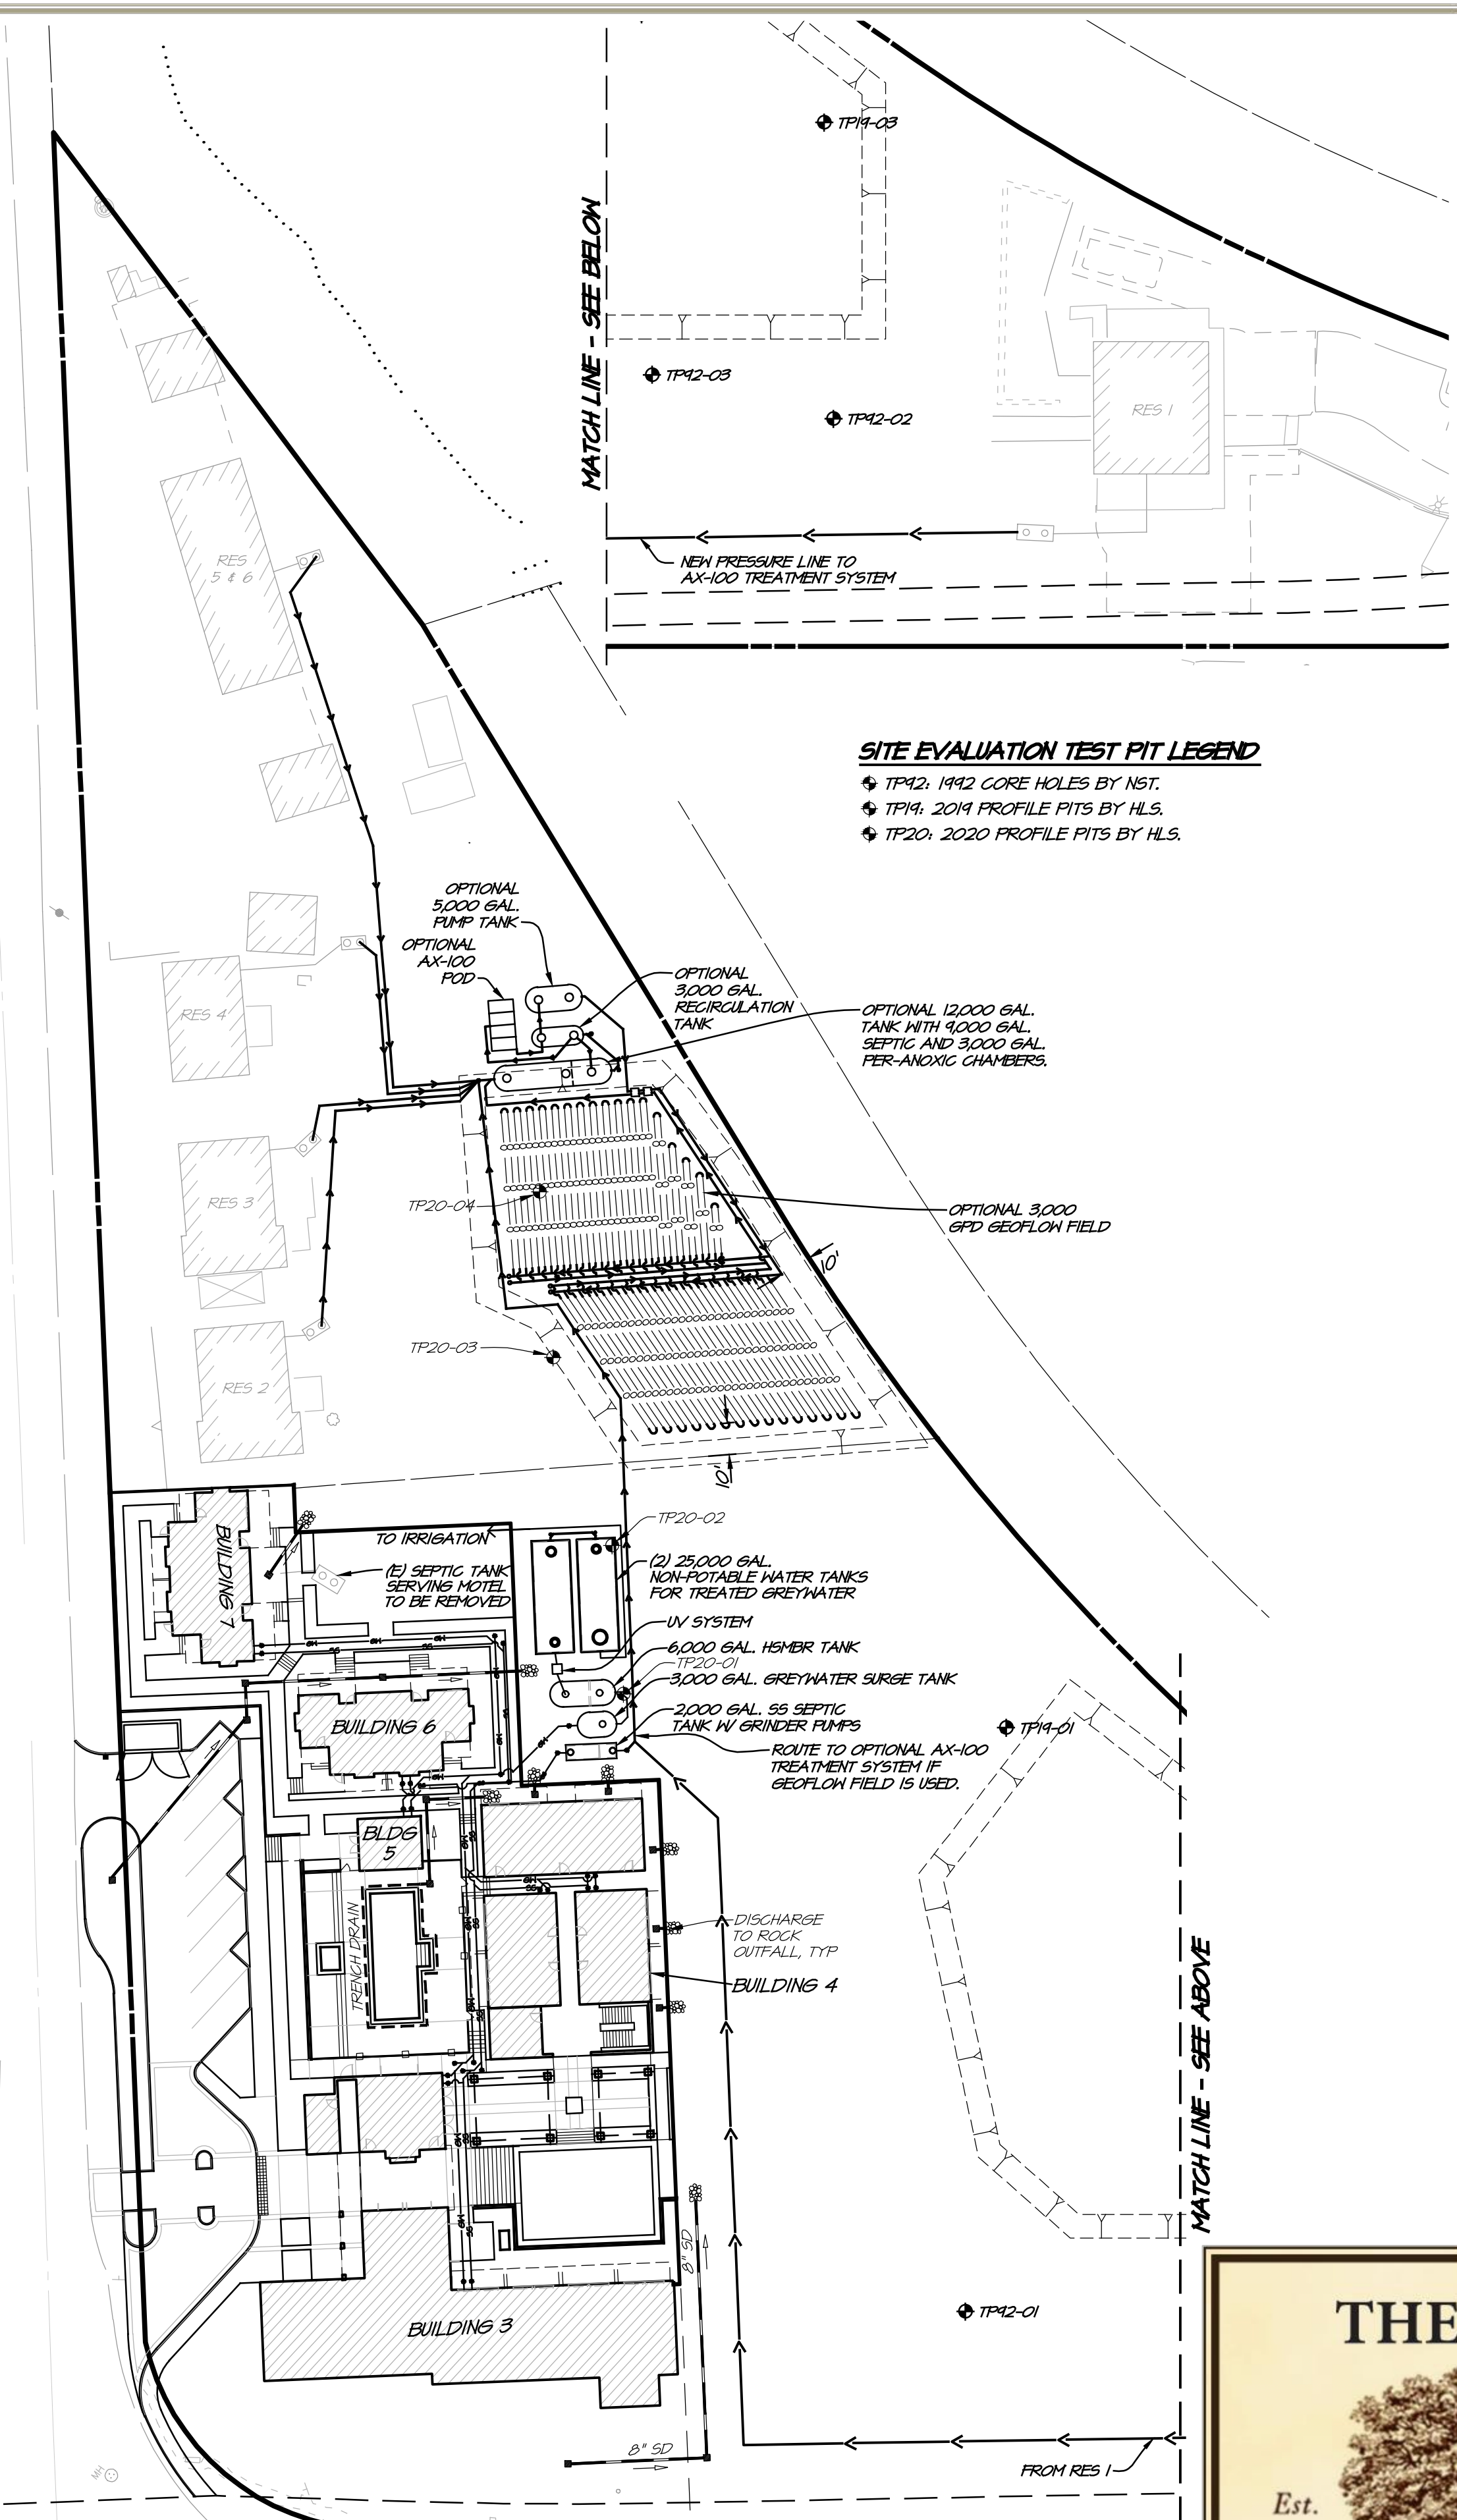 TP19-03
MATCH LINE - SEE BELOW
TP92-03
TP92-02
RES 1
NEW PRESSURE LINE TO
AX-100 TREATMENT SYSTEM
RES
5 & 6
SITE EVALUATION TEST PIT LEGEND
TP92: 1992 CORE HOLES BY NST.
TP19: 2019 PROFILE PITS BY HLS.
TP20: 2020 PROFILE PITS BY HLS.
OPTIONAL
5,000 GAL.
PUMP TANK
OPTIONAL
AX-100
POD
OPTIONAL
3,000 GAL.
RECIRCULATION
TANK
OPTIONAL 12,000 GAL.
TANK WITH 9,000 GAL.
SEPTIC AND 3,000 GAL.
PER-ANOXIC CHAMBERS.
RES 4
RES 3
TP20-04
OPTIONAL 3,000
GPD GEOFLOW FIELD
10'
TP20-03
RES 2
10'
TO IRRIGATION
TP20-02
BUILDING 7
(E) SEPTIC TANK
SERVING MOTEL
TO BE REMOVED
(2) 25,000 GAL.
NON-POTABLE WATER TANKS
FOR TREATED GREYWATER
UV SYSTEM
6,000 GAL. HSMBR TANK
TP20-01
3,000 GAL. GREYWATER SURGE TANK
2,000 GAL. SS SEPTIC
TANK W/ GRINDER PUMPS
BUILDING 6
TP19-01
ROUTE TO OPTIONAL AX-100
TREATMENT SYSTEM IF
GEOFLOW FIELD IS USED.
BLDG
5
TRENCH DRAIN
DISCHARGE
TO ROCK
OUTFALL, TYP
BUILDING 4
MATCH LINE - SEE ABOVE
8" SD
BUILDING 3
TP92-01
8" SD
FROM RES 1
MH
THE
Est.